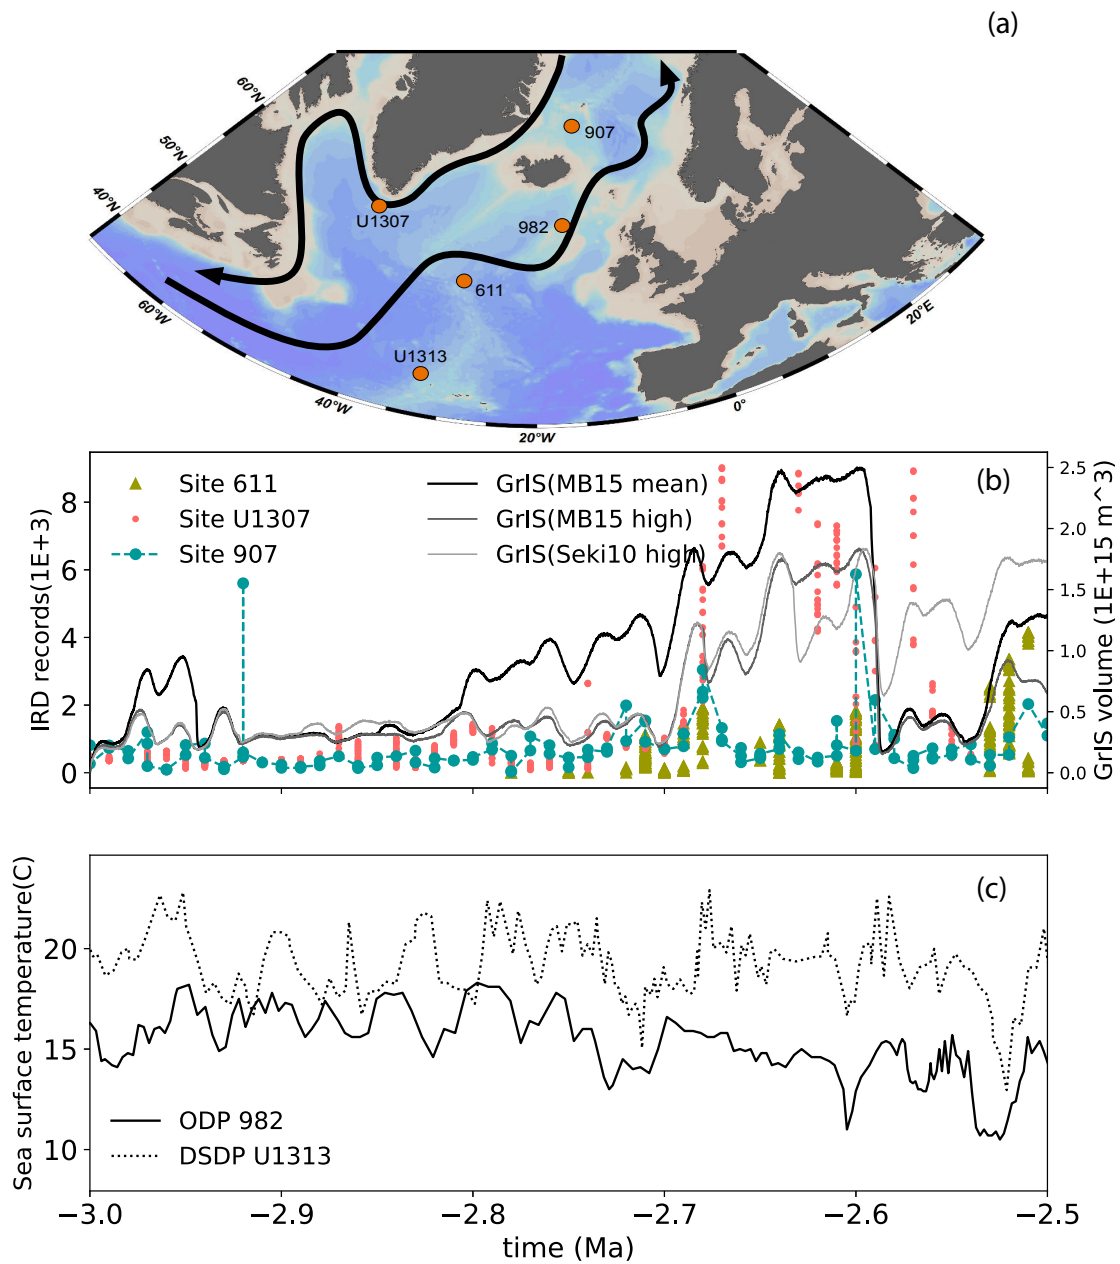 (a)
60°N
50°N
40°N
907
U1307
982
611
U1313
60°W
40°W
20°W
0°
20°E
(b)
Site 611
Site U1307
Site 907
GrIS(MB15 mean)
GrIS(MB15 high)
GrIS(Seki10 high)
IRD records(1E+3)
8
6
4
2
0
GrIS volume (1E+15 m^3)
2.5
2.0
1.5
1.0
0.5
0.0
(c)
Sea surface temperature(C)
20
15
10
ODP 982
DSDP U1313
−3.0
−2.9
−2.8
−2.7
−2.6
−2.5
time (Ma)